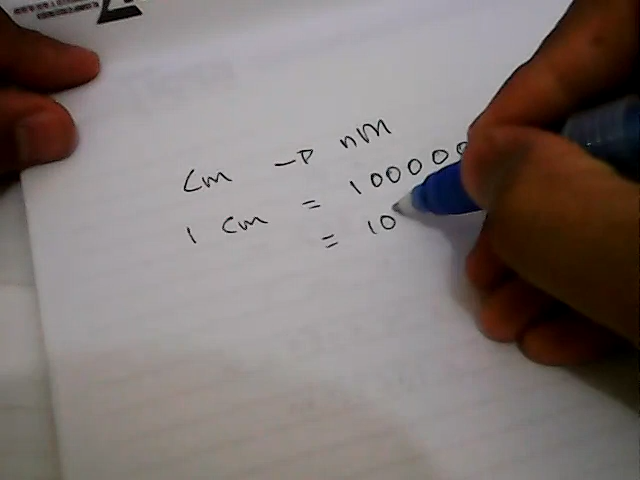 cm → nm
1 cm = 100000
= 10